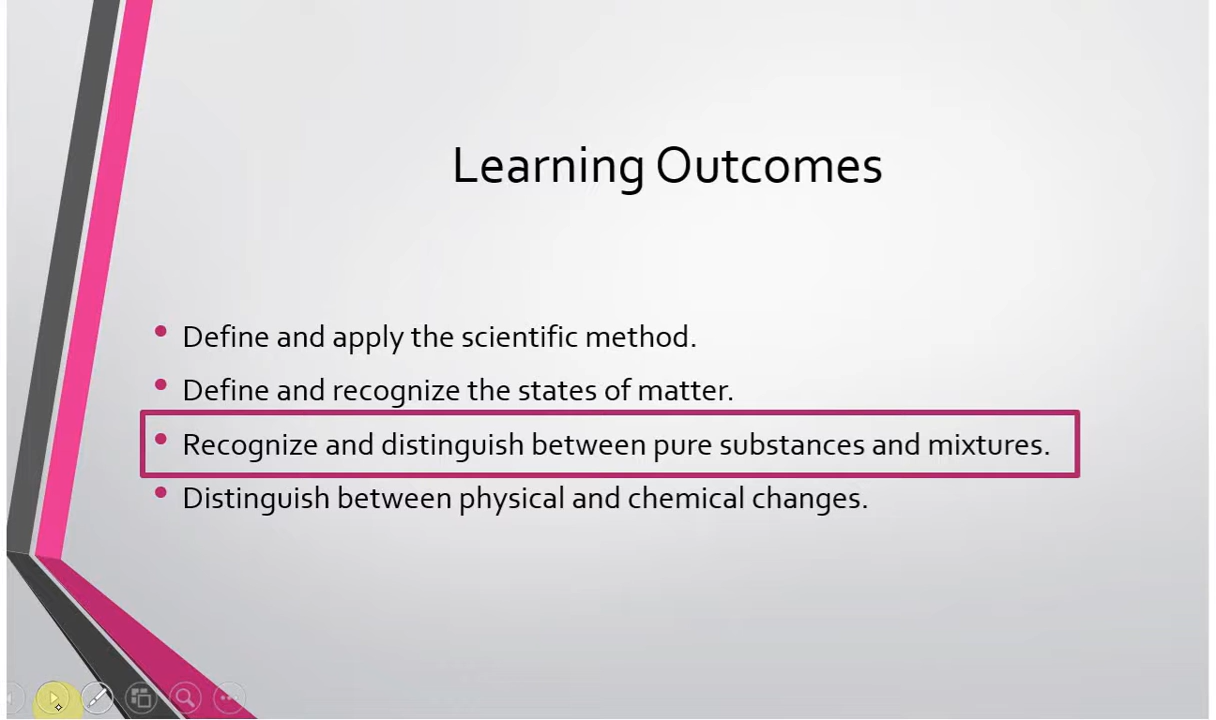 Learning Outcomes
• Define and apply the scientific method.
• Define and recognize the states of matter.
• Recognize and distinguish between pure substances and mixtures.
• Distinguish between physical and chemical changes.